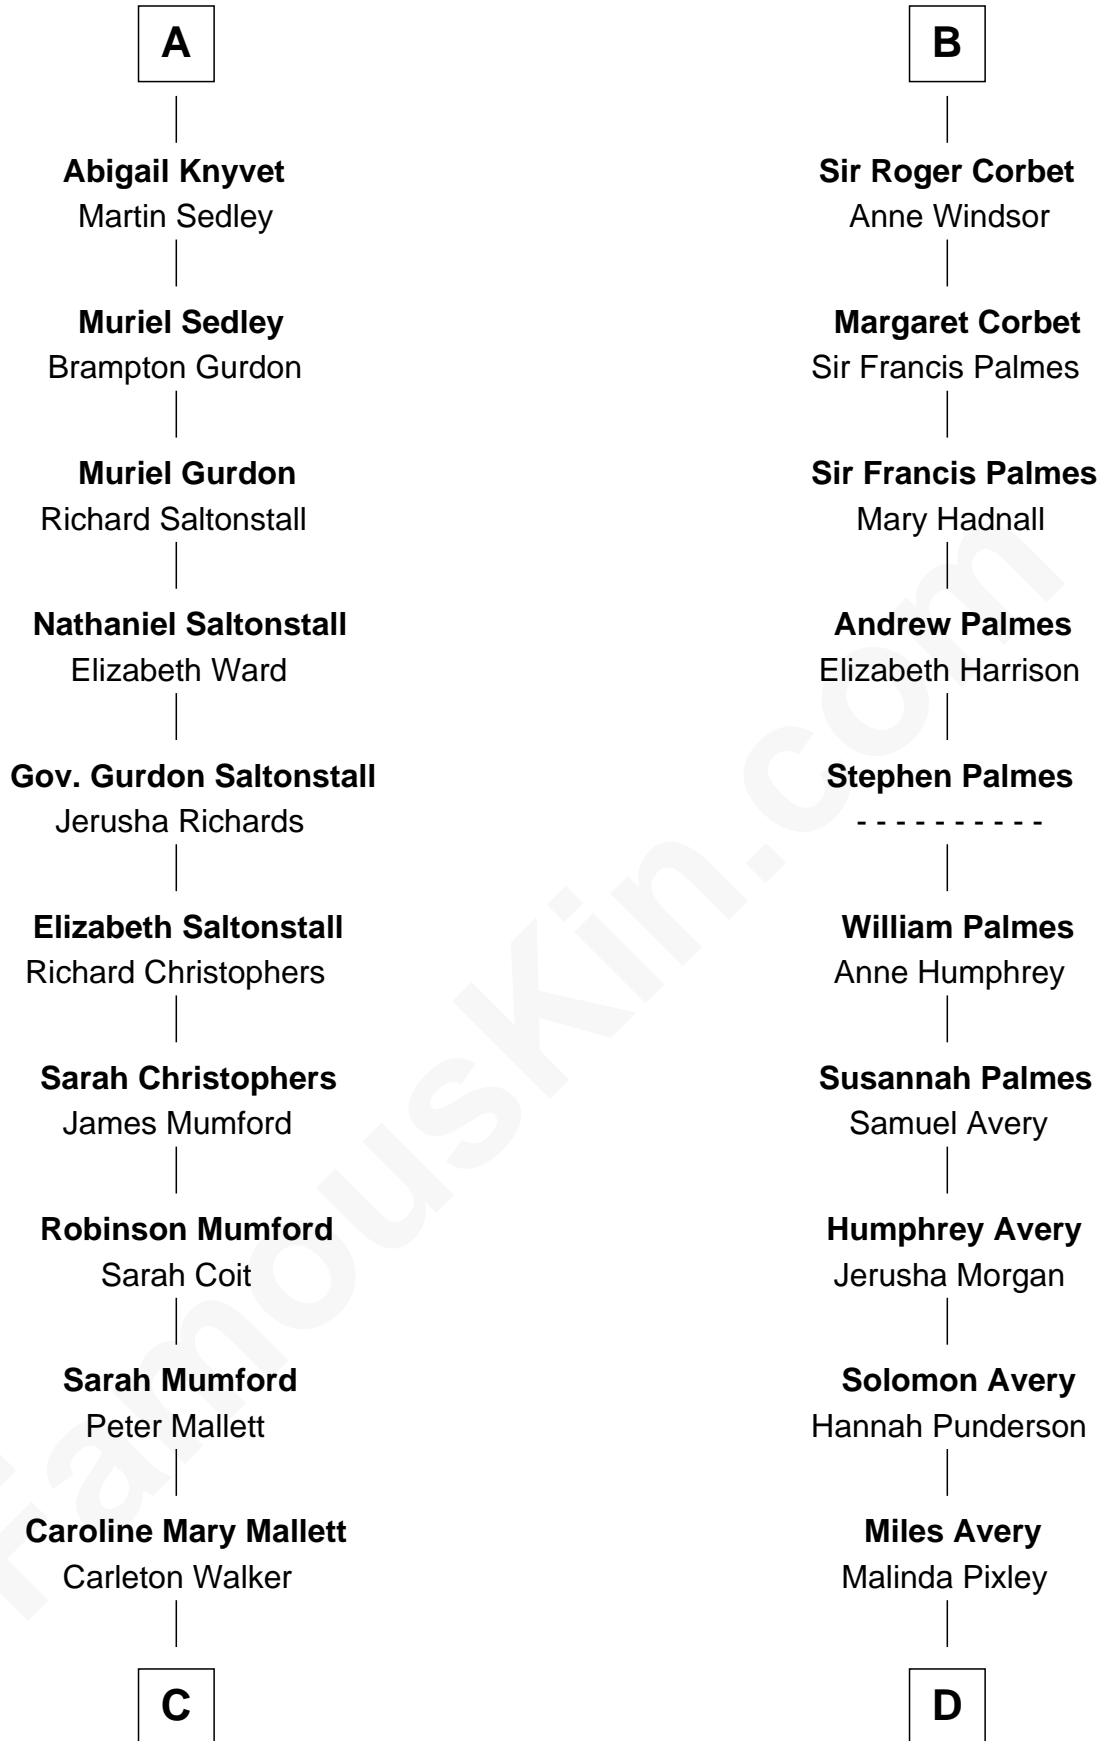 A
Abigail Knyvet
Martin Sedley
Muriel Sedley
Brampton Gurdon
Muriel Gurdon
Richard Saltonstall
Nathaniel Saltonstall
Elizabeth Ward
Gov. Gurdon Saltonstall
Jerusha Richards
Elizabeth Saltonstall
Richard Christophers
Sarah Christophers
James Mumford
Robinson Mumford
Sarah Coit
Sarah Mumford
Peter Mallett
Caroline Mary Mallett
Carleton Walker
C
B
Sir Roger Corbet
Anne Windsor
Margaret Corbet
Sir Francis Palmes
Sir Francis Palmes
Mary Hadnall
Andrew Palmes
Elizabeth Harrison
Stephen Palmes
- - - - - - - - - -
William Palmes
Anne Humphrey
Susannah Palmes
Samuel Avery
Humphrey Avery
Jerusha Morgan
Solomon Avery
Hannah Punderson
Miles Avery
Malinda Pixley
D
FamousKin.com